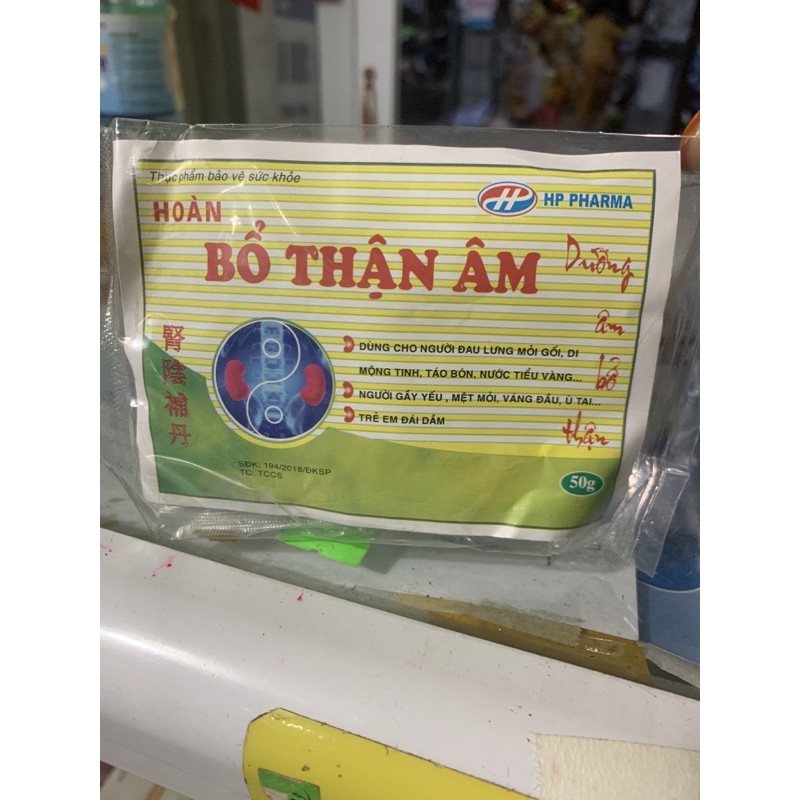 Thực phẩm bảo vệ sức khỏe
HP PHARMA
HOÀN
BỔ THẬN ÂM
Dưỡng
âm
bổ
thận
腎陰補丹
DÙNG CHO NGƯỜI ĐAU LƯNG MỎI GỐI, DI
MỘNG TINH, TÁO BÓN, NƯỚC TIỂU VÀNG...
NGƯỜI GẦY YẾU , MỆT MỎI, VÁNG ĐẦU, Ù TAI...
TRẺ EM ĐÁI DẦM
SĐK: 194/2018/ĐKSP
TC: TCCS
50g